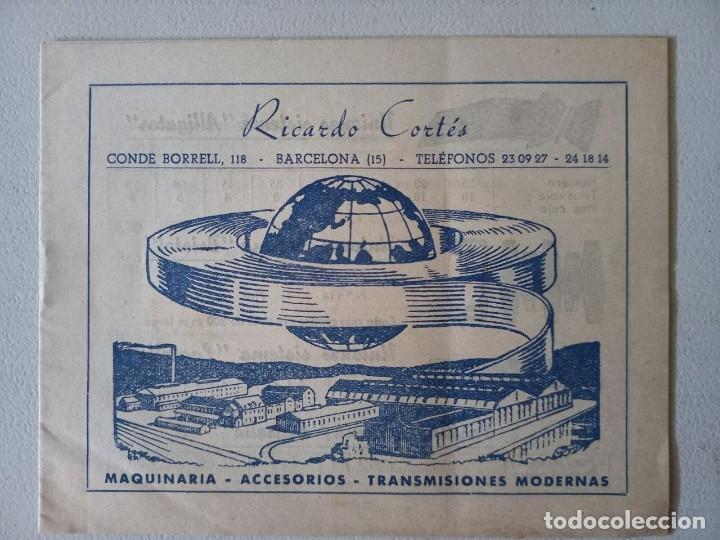 Ricardo Cortés
CONDE BORRELL, 118 - BARCELONA (15) - TELÉFONOS 23 09 27 - 24 18 14
MAQUINARIA - ACCESORIOS - TRANSMISIONES MODERNAS
todocoleccion.net